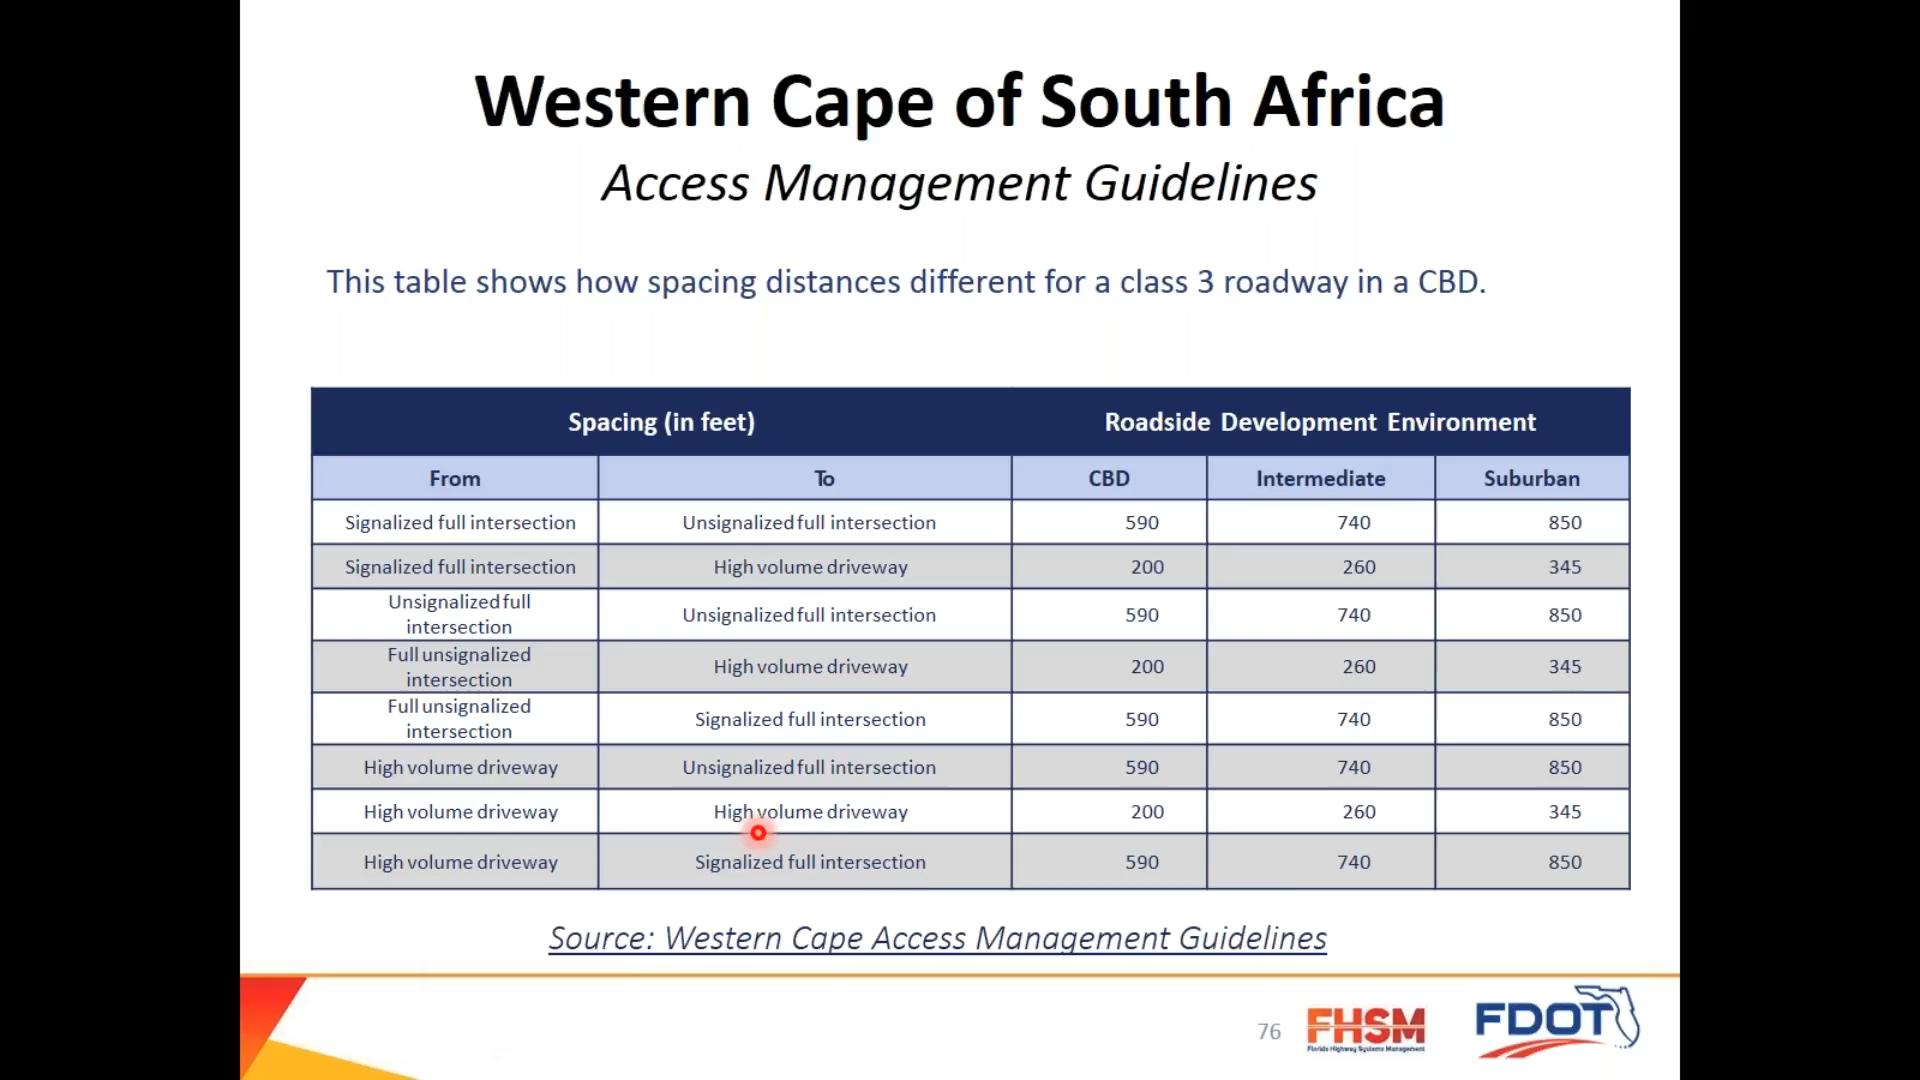 Western Cape of South Africa
Access Management Guidelines
This table shows how spacing distances different for a class 3 roadway in a CBD.
Spacing (in feet) Roadside Development Environment
From To CBD Intermediate Suburban
Signalized full intersection Unsignalized full intersection 590 740 850
Signalized full intersection High volume driveway 200 260 345
Unsignalized full
intersection Unsignalized full intersection 590 740 850
Full unsignalized
intersection High volume driveway 200 260 345
Full unsignalized
intersection Signalized full intersection 590 740 850
High volume driveway Unsignalized full intersection 590 740 850
High volume driveway High volume driveway 200 260 345
High volume driveway Signalized full intersection 590 740 850
Source: Western Cape Access Management Guidelines
76
FHSM
Florida Highway Systems Management
FDOT